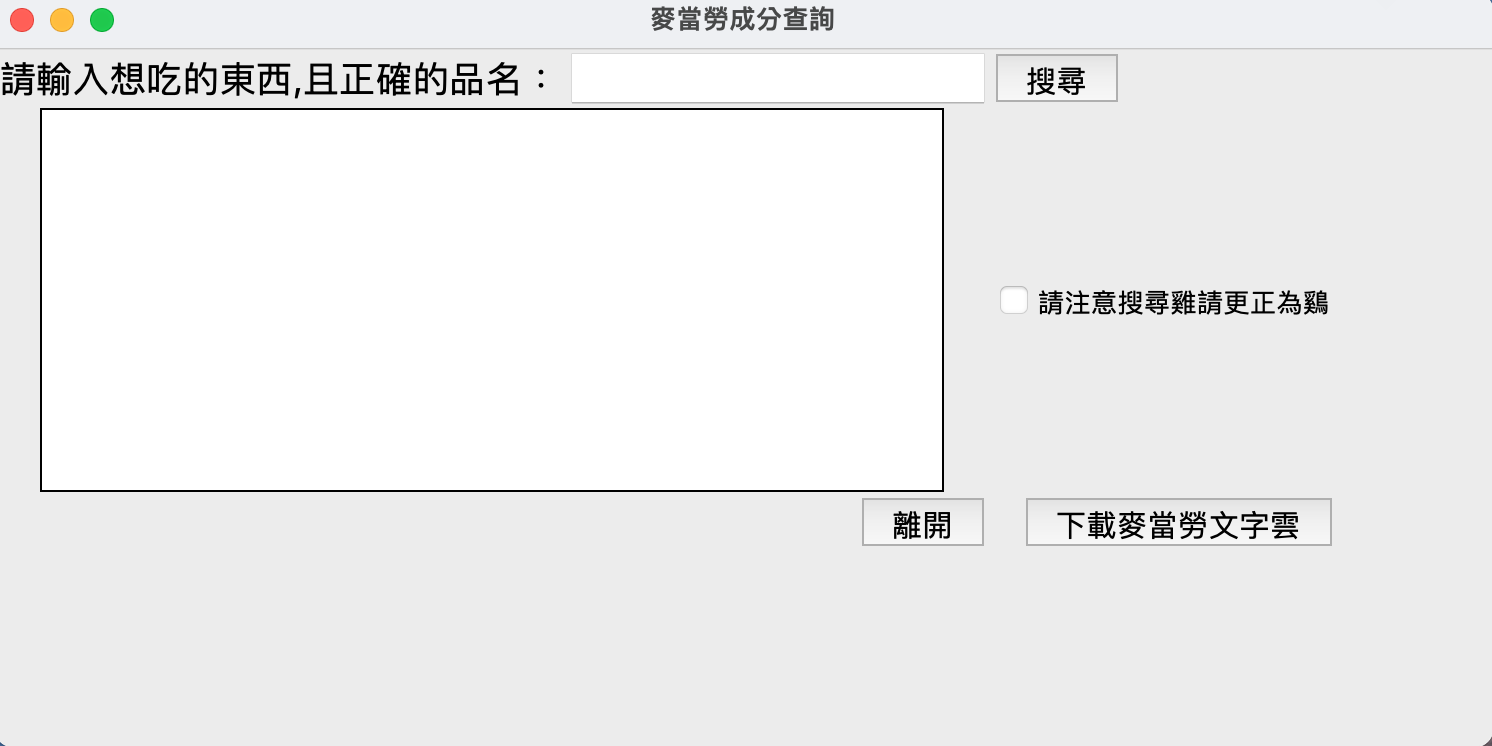 麥當勞成分查詢
請輸入想吃的東西,且正確的品名：
搜尋
請注意搜尋雞請更正為鷄
離開
下載麥當勞文字雲